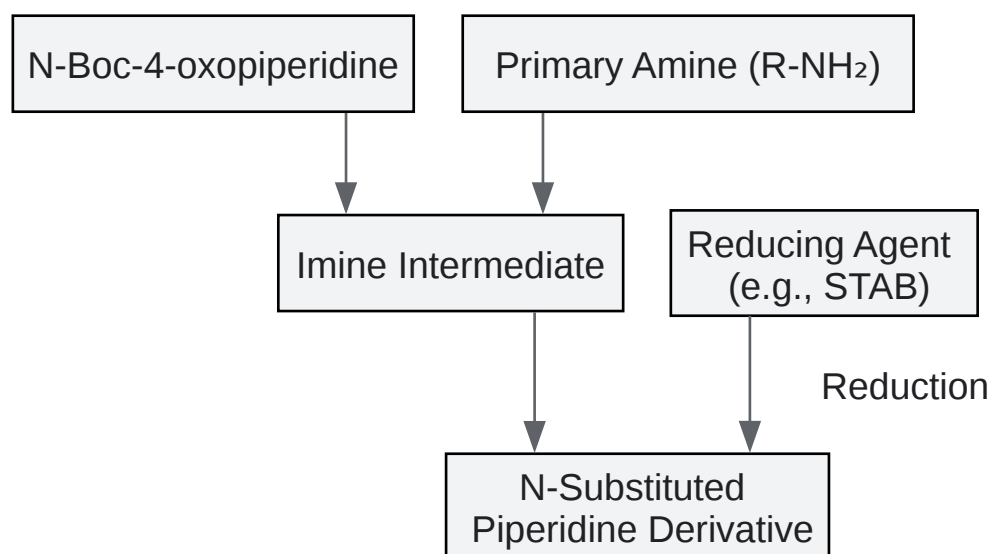 N-Boc-4-oxopiperidine
Primary Amine (R-NH₂)
Imine Intermediate
Reducing Agent
(e.g., STAB)
Reduction
N-Substituted
Piperidine Derivative